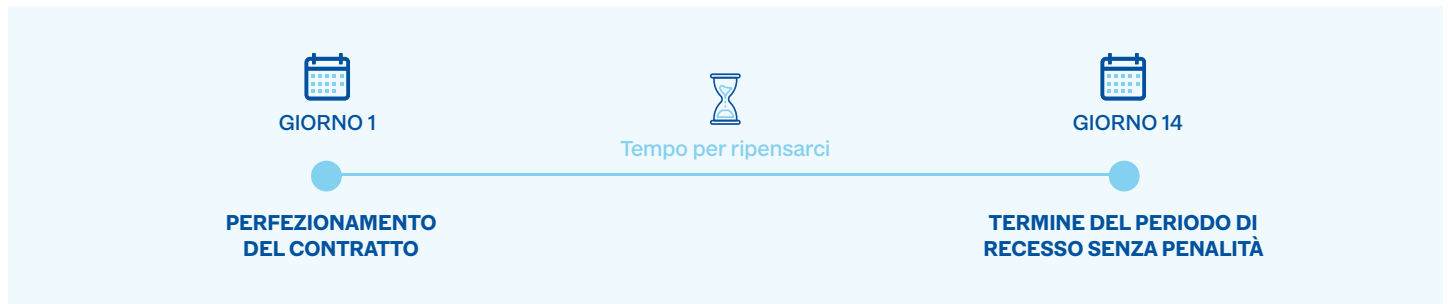 GIORNO 1
GIORNO 14
Tempo per ripensarci
PERFEZIONAMENTO
DEL CONTRATTO
TERMINE DEL PERIODO DI
RECESSO SENZA PENALITÀ